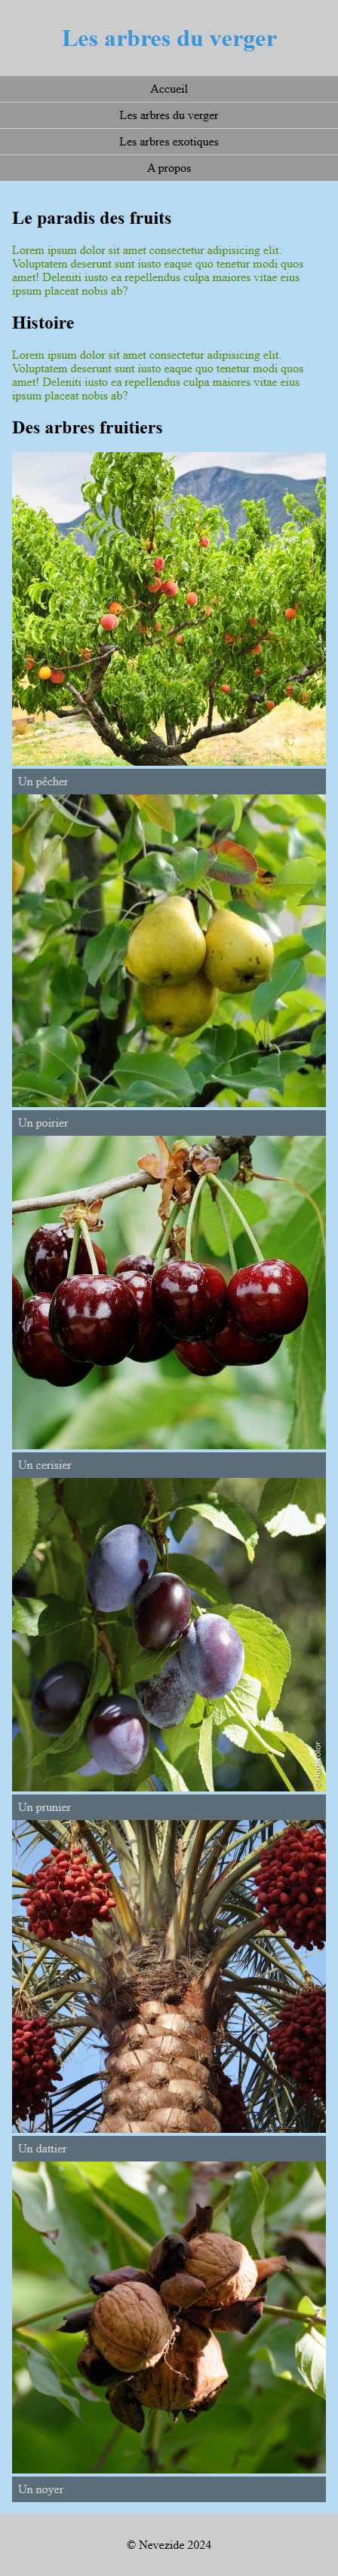 Les arbres du verger
Accueil
Les arbres du verger
Les arbres exotiques
A propos
Le paradis des fruits
Lorem ipsum dolor sit amet consectetur adipisicing elit.
Voluptatem deserunt sunt iusto eaque quo tenetur modi quos
amet! Deleniti iusto ea repellendus culpa maiores vitae eius
ipsum placeat nobis ab?
Histoire
Lorem ipsum dolor sit amet consectetur adipisicing elit.
Voluptatem deserunt sunt iusto eaque quo tenetur modi quos
amet! Deleniti iusto ea repellendus culpa maiores vitae eius
ipsum placeat nobis ab?
Des arbres fruitiers
Un pêcher
Un poirier
Un cerisier
Un prunier
Un dattier
Un noyer
© Nevezide 2024